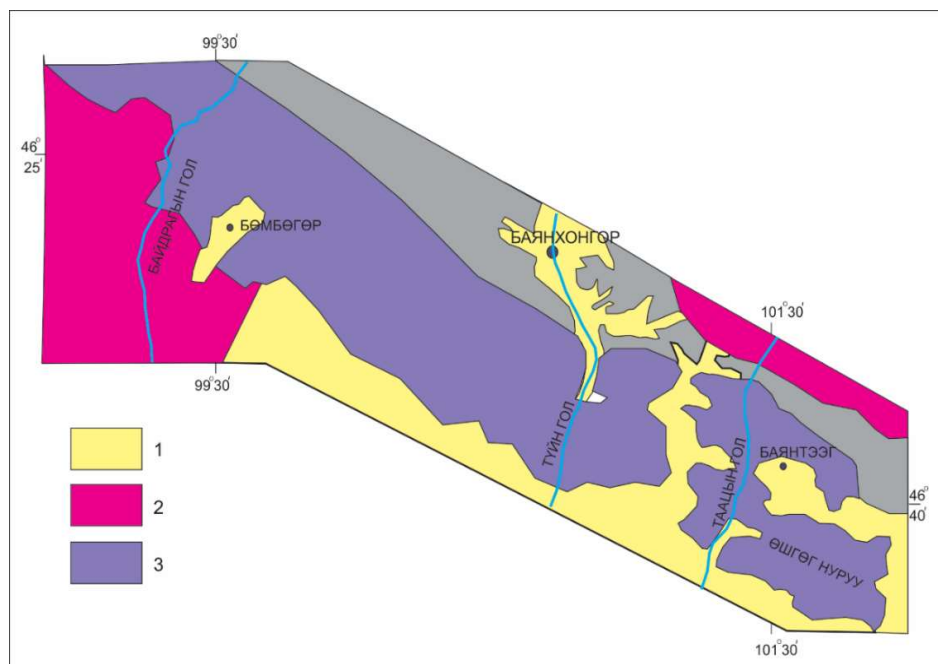 99°30'
46°
25'
БАЙДРАГЫН ГОЛ
БӨМБӨГӨР
БАЯНХОНГОР
101°30'
99°30'
ТҮЙН ГОЛ
ТААЦЫН ГОЛ
БАЯНТЭЭГ
46°
40'
ӨШГӨГ НУРУУ
1
2
3
101°30'